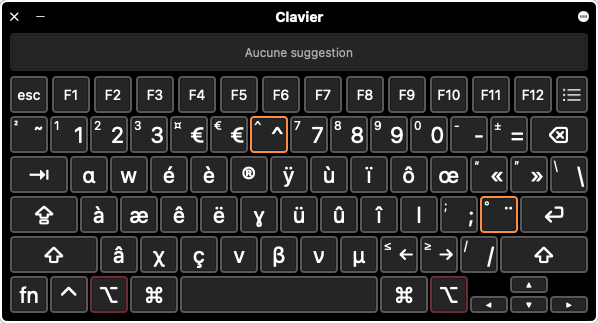 Clavier
Aucune suggestion
esc F1 F2 F3 F4 F5 F6 F7 F8 F9 F10 F11 F12
² ~ 1 1 2 2 3 3 ¤ € € € ^ ^ 7 7 8 8 9 9 0 0 - - ± =
α w é è ® ÿ ù ï ô œ “ « ” » \ \
à æ ê ë ɣ ü û î l ; ; ° ¨
â χ ç v β ν µ ≤ ← ≥ → / /
fn ^ ⌥ ⌘ ⌘ ⌥ ◂ ▴ ▾ ▸